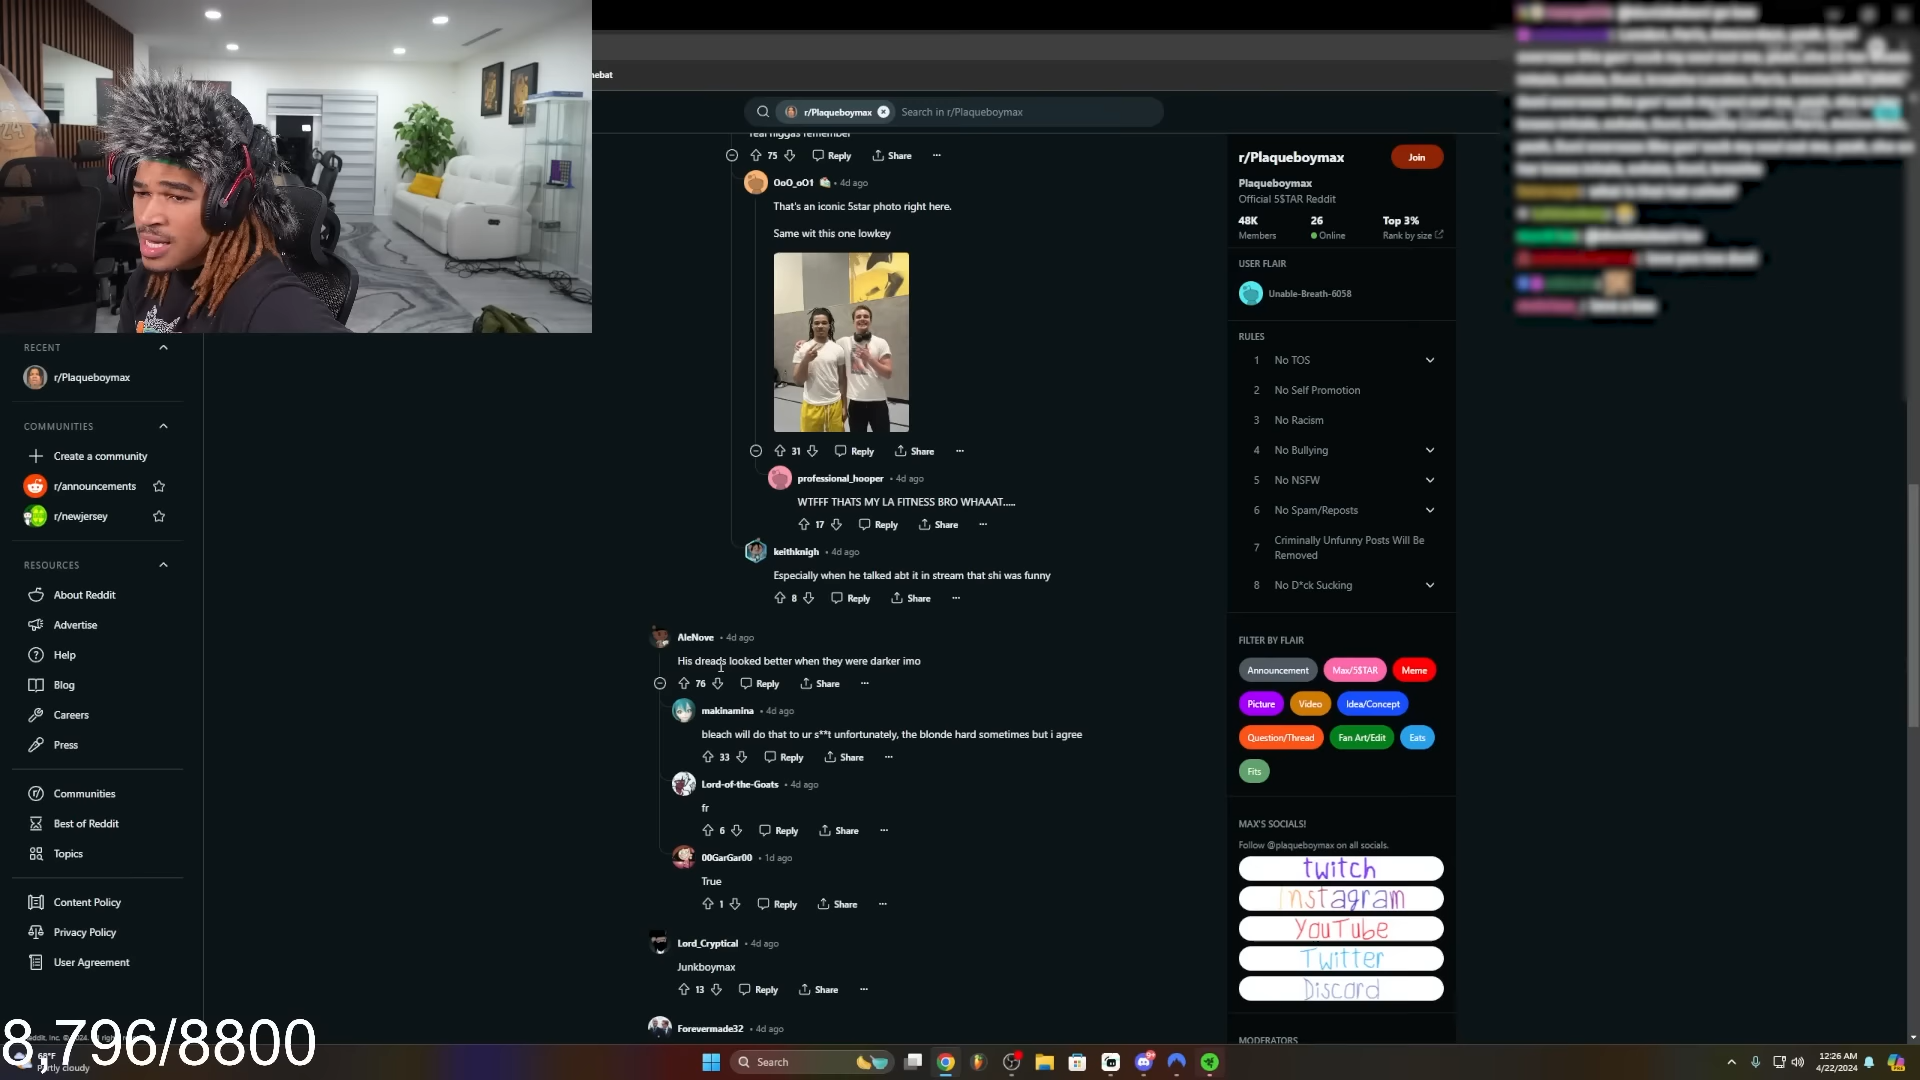 nebat
r/Plaqueboymax
Search in r/Plaqueboymax
real niggas remember
75 Reply Share
OoO_oO1 • 4d ago
That's an iconic 5star photo right here.
Same wit this one lowkey
31 Reply Share
professional_hooper • 4d ago
WTFFF THATS MY LA FITNESS BRO WHAAAT.....
17 Reply Share
keithknigh • 4d ago
Especially when he talked abt it in stream that shi was funny
8 Reply Share
AleNove • 4d ago
His dreads looked better when they were darker imo
76 Reply Share
makinamina • 4d ago
bleach will do that to ur s**t unfortunately, the blonde hard sometimes but i agree
33 Reply Share
Lord-of-the-Goats • 4d ago
fr
6 Reply Share
00GarGar00 • 1d ago
True
1 Reply Share
Lord_Cryptical • 4d ago
Junkboymax
13 Reply Share
Forevermade32 • 4d ago
RECENT
r/Plaqueboymax
COMMUNITIES
Create a community
r/announcements
r/newjersey
RESOURCES
About Reddit
Advertise
Help
Blog
Careers
Press
Communities
Best of Reddit
Topics
Content Policy
Privacy Policy
User Agreement
8,796/8800
68°F
Partly cloudy
r/Plaqueboymax
Join
Plaqueboymax
Official 5$TAR Reddit
48K 26 Top 3%
Members Online Rank by size
USER FLAIR
Unable-Breath-6058
RULES
1 No TOS
2 No Self Promotion
3 No Racism
4 No Bullying
5 No NSFW
6 No Spam/Reposts
7 Criminally Unfunny Posts Will Be
Removed
8 No D*ck Sucking
FILTER BY FLAIR
Announcement Max/5$TAR Meme
Picture Video Idea/Concept
Question/Thread Fan Art/Edit Eats
Fits
MAX'S SOCIALS!
Follow @plaqueboymax on all socials.
twitch
instagram
YouTube
Twitter
Discord
MODERATORS
Search
12:26 AM
4/22/2024